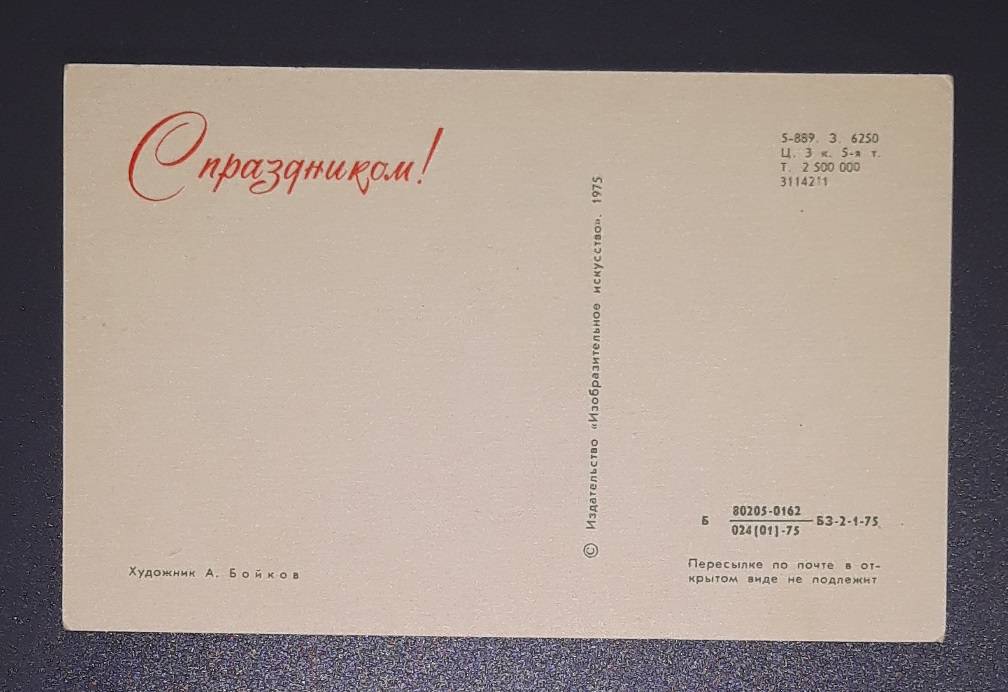 С праздником!
5-889. З. 6250
Ц. 3 к. 5-я т.
Т. 2 500 000
3114211
© Издательство «Изобразительное искусство». 1975
Б 80205-0162 БЗ-2-1-75
024(01)-75
Художник А. Бойков
Пересылке по почте в от-
крытом виде не подлежит